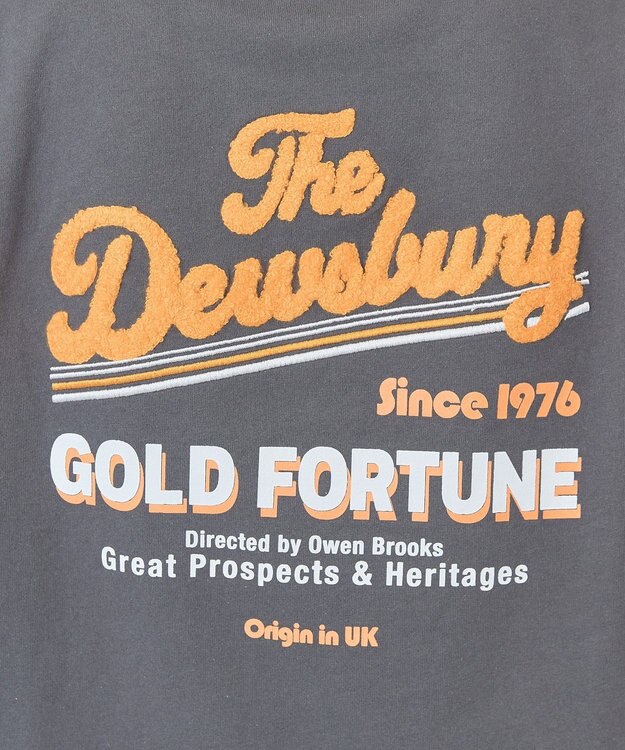 The
Dewsbury
Since 1976
GOLD FORTUNE
Directed by Owen Brooks
Great Prospects & Heritages
Origin in UK